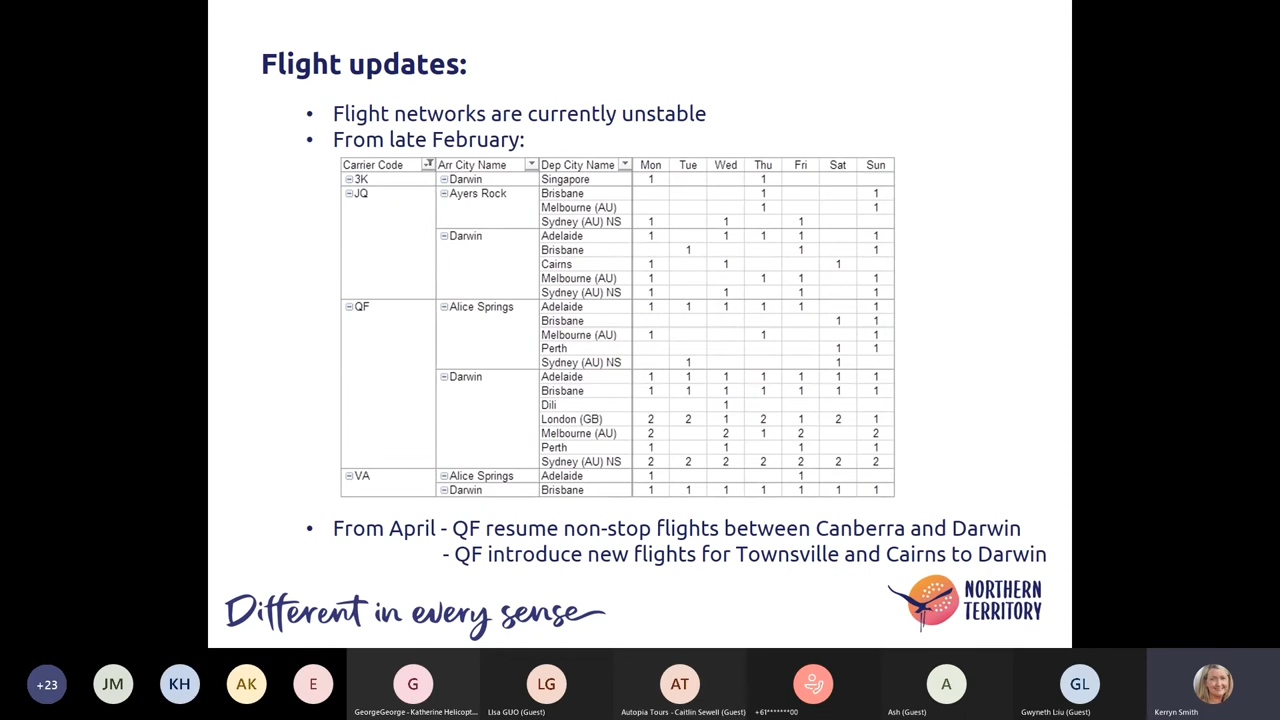 Flight updates:
• Flight networks are currently unstable
• From late February:
Carrier Code Arr City Name Dep City Name Mon Tue Wed Thu Fri Sat Sun
3K Darwin Singapore 1 1
JQ Ayers Rock Brisbane 1 1
Melbourne (AU) 1 1
Sydney (AU) NS 1 1 1
Darwin Adelaide 1 1 1 1 1
Brisbane 1 1 1
Cairns 1 1 1
Melbourne (AU) 1 1 1 1
Sydney (AU) NS 1 1 1 1
QF Alice Springs Adelaide 1 1 1 1 1 1
Brisbane 1 1
Melbourne (AU) 1 1 1
Perth 1 1
Sydney (AU) NS 1 1
Darwin Adelaide 1 1 1 1 1 1 1
Brisbane 1 1 1 1 1 1 1
Dili 1
London (GB) 2 2 1 2 1 2 1
Melbourne (AU) 2 2 1 2 2
Perth 1 1 1 1
Sydney (AU) NS 2 2 2 2 2 2 2
VA Alice Springs Adelaide 1 1
Darwin Brisbane 1 1 1 1 1 1 1
• From April - QF resume non-stop flights between Canberra and Darwin
- QF introduce new flights for Townsville and Cairns to Darwin
Different in every sense
NORTHERN
TERRITORY
+23 JM KH AK E G LG AT A GL
GeorgeGeorge - Katherine Helicopt... LIsa GUO (Guest) Autopia Tours - Caitlin Sewell (Guest) +61*******00 Ash (Guest) Gwyneth L:iu (Guest) Kerryn Smith